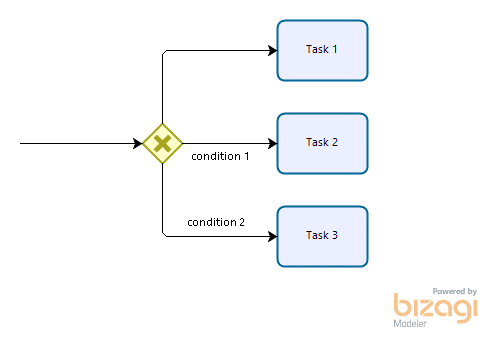 Task 1
Task 2
condition 1
condition 2
Task 3
Powered by
bizagi
Modeler